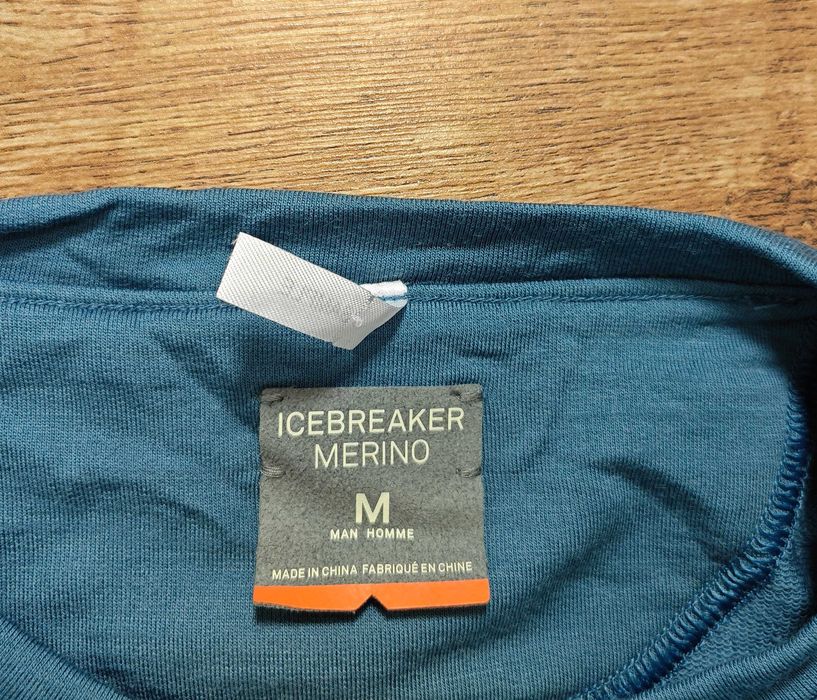 ICEBREAKER
MERINO
M
MAN HOMME
MADE IN CHINA FABRIQUÉ EN CHINE